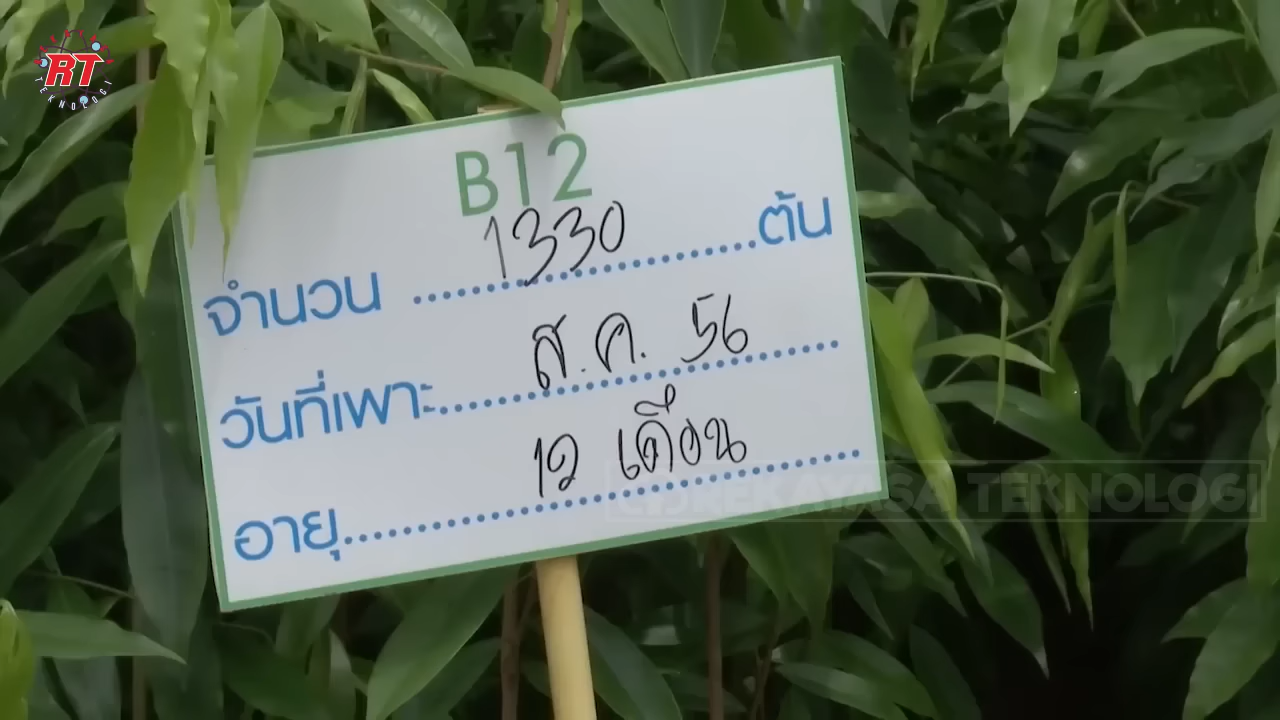 RT
TEKNOLOGI
B12
จำนวน 1330 ต้น
วันที่เพาะ ส.ค. 56
อายุ 12 เดือน
REKAYASA TEKNOLOGI